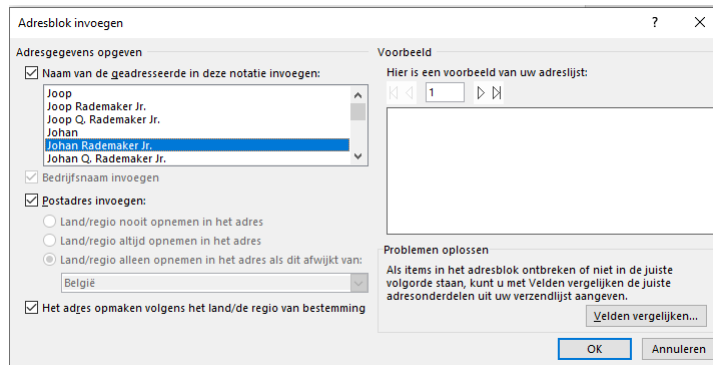 Adresblok invoegen
? ×
Adresgegevens opgeven
Naam van de geadresseerde in deze notatie invoegen:
Joop
Joop Rademaker Jr.
Joop Q. Rademaker Jr.
Johan
Johan Rademaker Jr.
Johan Q. Rademaker Jr.
Bedrijfsnaam invoegen
Postadres invoegen:
Land/regio nooit opnemen in het adres
Land/regio altijd opnemen in het adres
Land/regio alleen opnemen in het adres als dit afwijkt van:
België
Het adres opmaken volgens het land/de regio van bestemming
Voorbeeld
Hier is een voorbeeld van uw adreslijst:
1
Problemen oplossen
Als items in het adresblok ontbreken of niet in de juiste
volgorde staan, kunt u met Velden vergelijken de juiste
adresonderdelen uit uw verzendlijst aangeven.
Velden vergelijken...
OK
Annuleren